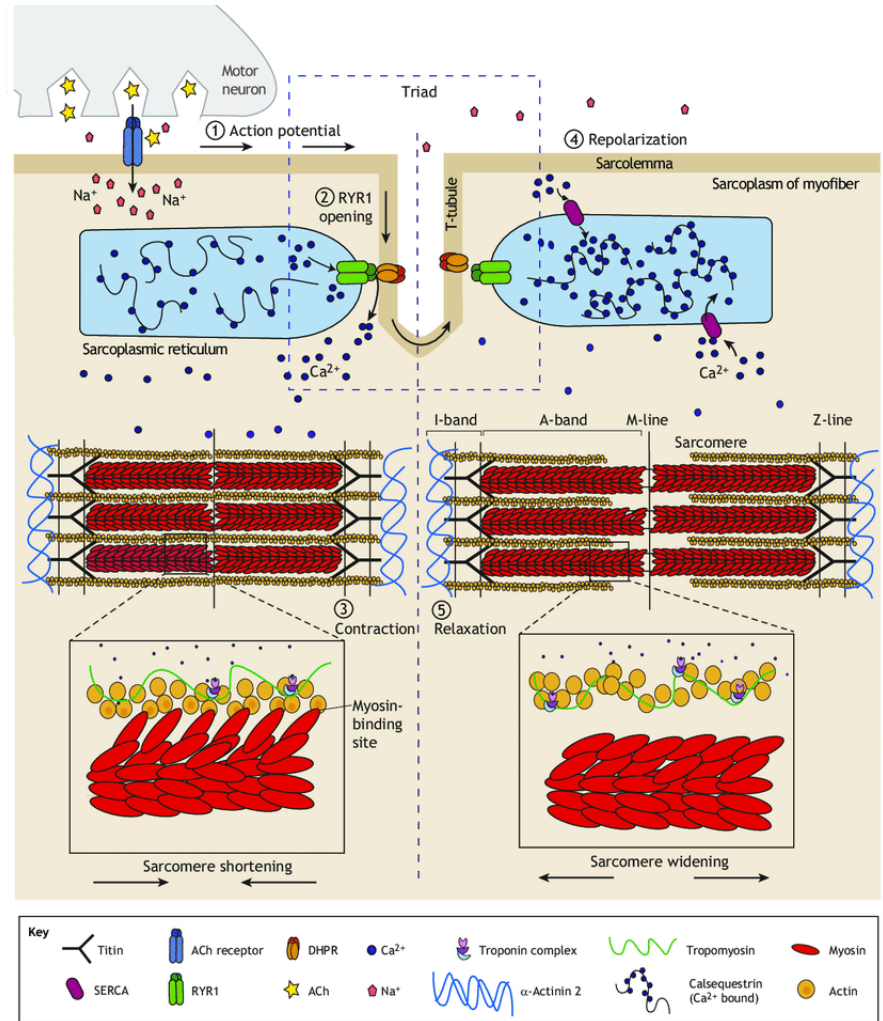 Motor
neuron
Triad
① Action potential
④ Repolarization
Sarcolemma
Na⁺
Na⁺
② RYR1
opening
T-tubule
Sarcoplasm of myofiber
Sarcoplasmic reticulum
Ca²⁺
Ca²⁺
I-band
A-band
M-line
Z-line
Sarcomere
③
Contraction
⑤
Relaxation
Myosin-
binding
site
Sarcomere shortening
Sarcomere widening
Key
Titin
ACh receptor
DHPR
Ca²⁺
Troponin complex
Tropomyosin
Myosin
SERCA
RYR1
ACh
Na⁺
α-Actinin 2
Calsequestrin
(Ca²⁺ bound)
Actin